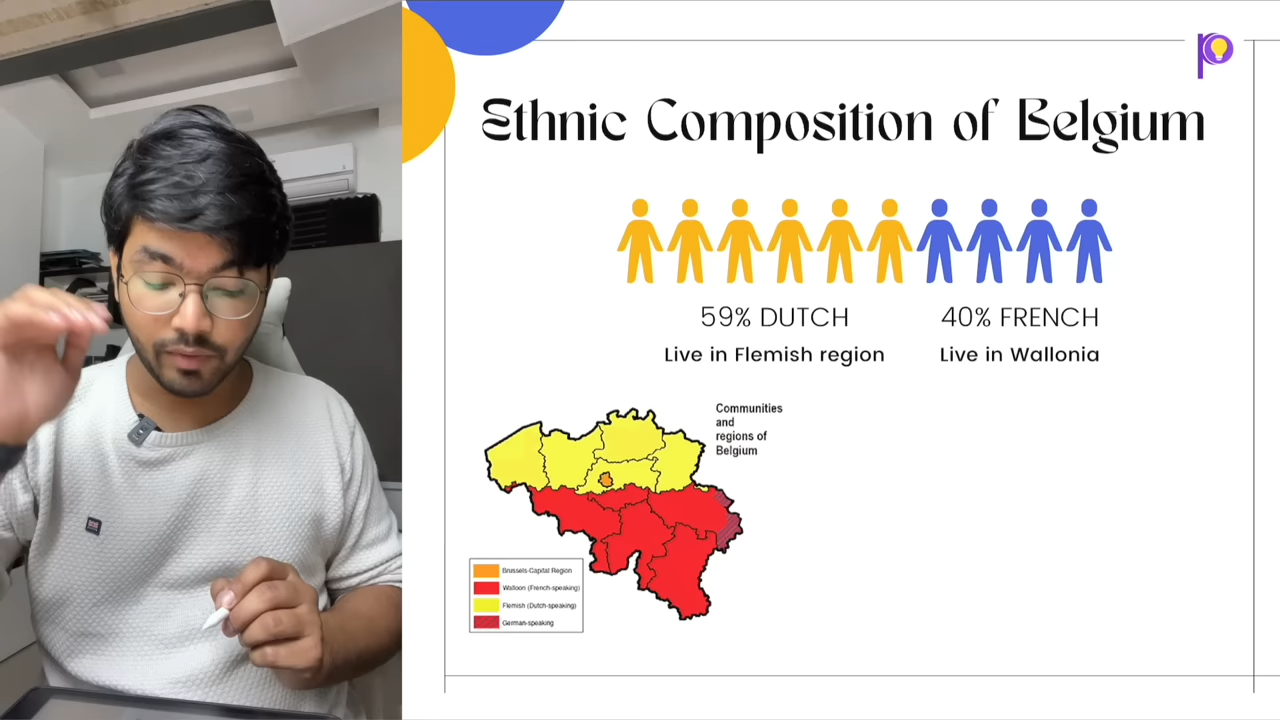 Ethnic Composition of Belgium
59% DUTCH
Live in Flemish region
40% FRENCH
Live in Wallonia
Communities
and
regions of
Belgium
Brussels-Capital Region
Walloon (French-speaking)
Flemish (Dutch-speaking)
German-speaking